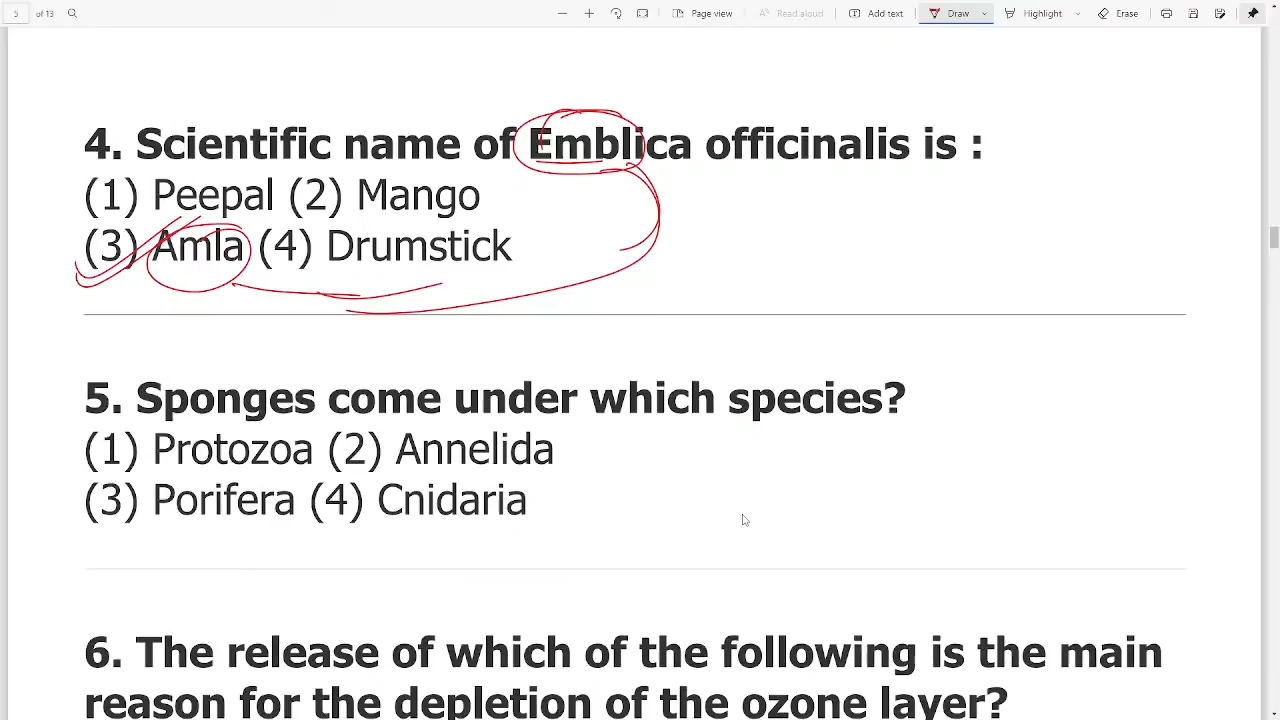 5 of 13 Page view Read aloud Add text Draw Highlight Erase
4. Scientific name of Emblica officinalis is :
(1) Peepal (2) Mango
(3) Amla (4) Drumstick
5. Sponges come under which species?
(1) Protozoa (2) Annelida
(3) Porifera (4) Cnidaria
6. The release of which of the following is the main
reason for the depletion of the ozone layer?